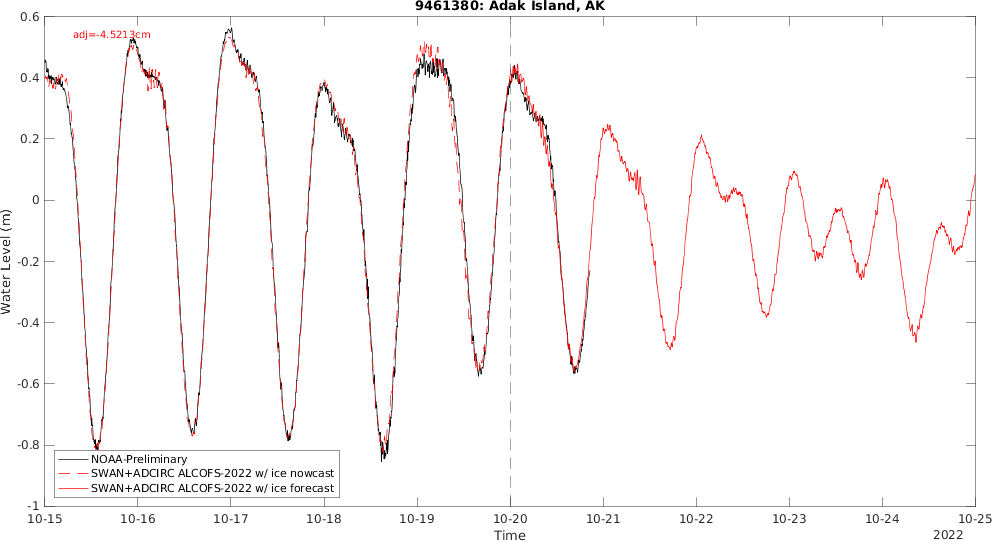 9461380: Adak Island, AK
adj=-4.5213cm
0.6
0.4
0.2
0
-0.2
-0.4
-0.6
-0.8
-1
Water Level (m)
NOAA-Preliminary
SWAN+ADCIRC ALCOFS-2022 w/ ice nowcast
SWAN+ADCIRC ALCOFS-2022 w/ ice forecast
10-15 10-16 10-17 10-18 10-19 10-20 10-21 10-22 10-23 10-24 10-25
Time
2022